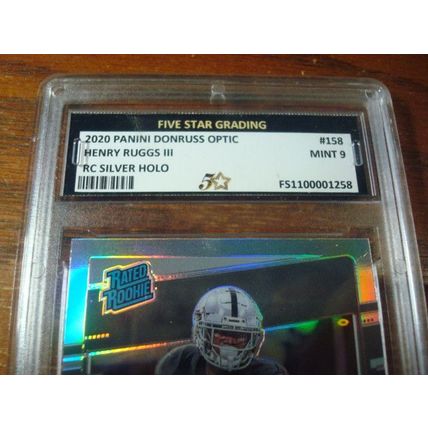 FIVE STAR GRADING
2020 PANINI DONRUSS OPTIC #158
HENRY RUGGS III MINT 9
RC SILVER HOLO
5
FS1100001258
RATED
ROOKIE